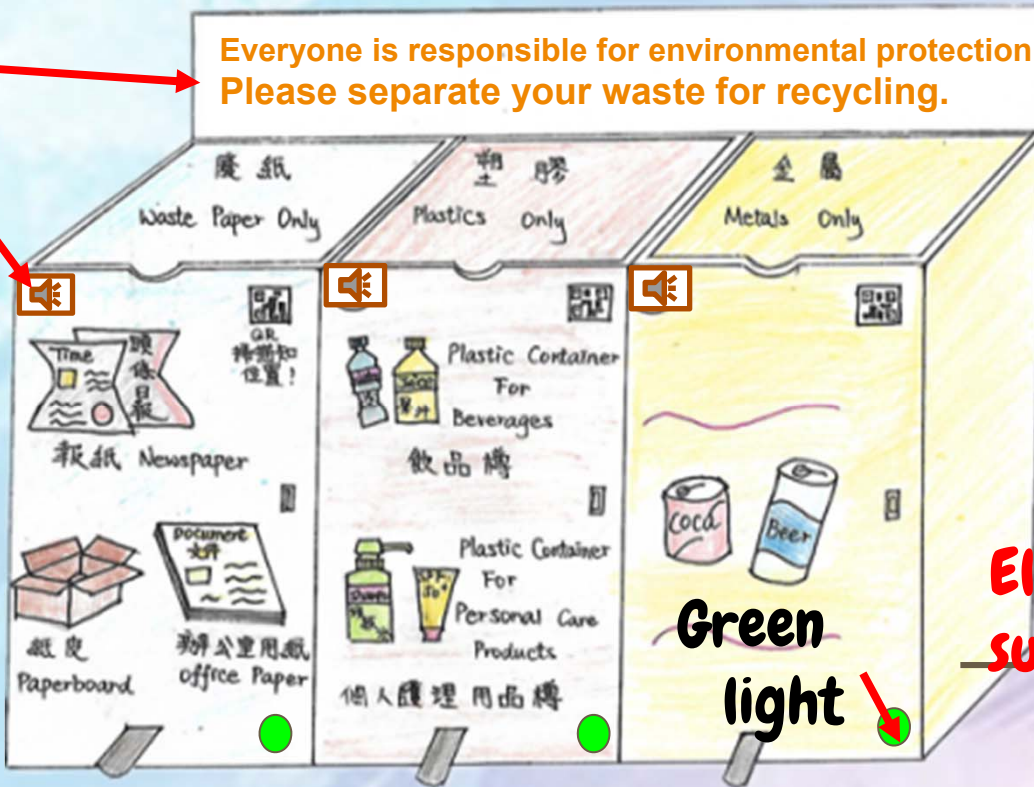 Everyone is responsible for environmental protection
Please separate your waste for recycling.
廢紙
Waste Paper Only
塑膠
Plastics Only
金屬
Metals Only
QR
掃描知
位置!
Time
頭條日報
報紙 Newspaper
Document
文件
紙皮
Paperboard
辦公室用紙
office Paper
Juice
果汁
Plastic Container
For
Beverages
飲品樽
Plastic Container
For
Personal Care
Products
個人護理用品樽
coca
Beer
Green
light